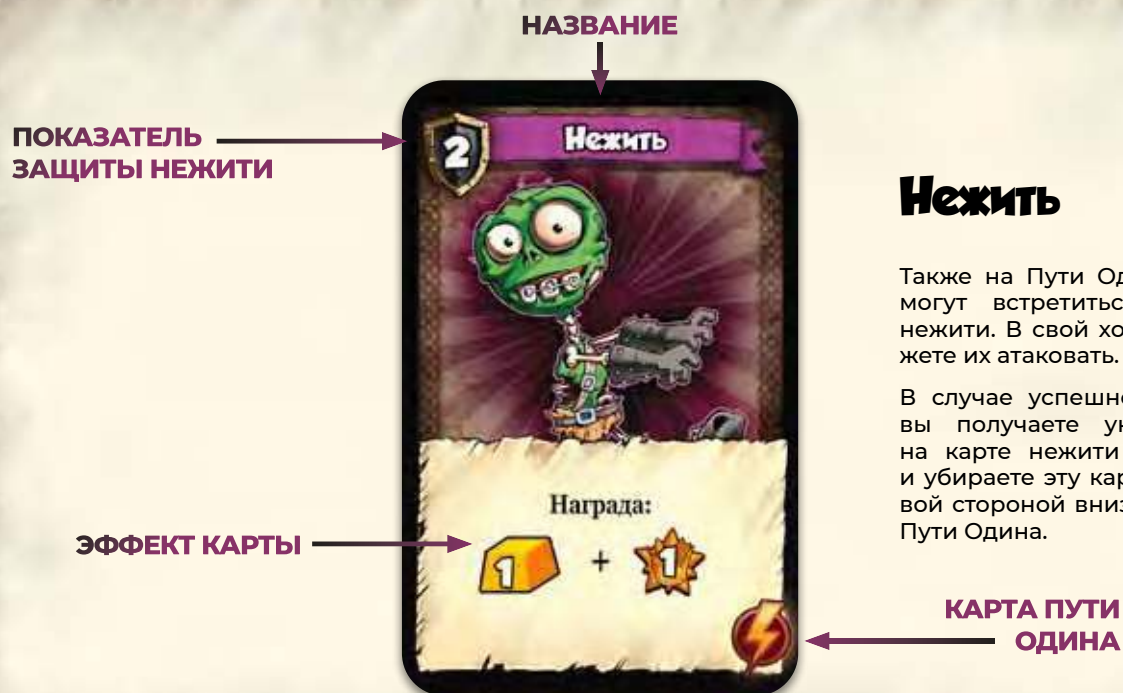 НАЗВАНИЕ
ПОКАЗАТЕЛЬ
ЗАЩИТЫ НЕЖИТИ
2
Нежить
Награда:
1 + 1
ЭФФЕКТ КАРТЫ
Нежить
Также на Пути Од
могут встретитьс
нежити. В свой хо
жете их атаковать.
В случае успешн
вы получаете ук
на карте нежити
и убираете эту кар
вой стороной вниз
Пути Одина.
КАРТА ПУТИ
ОДИНА